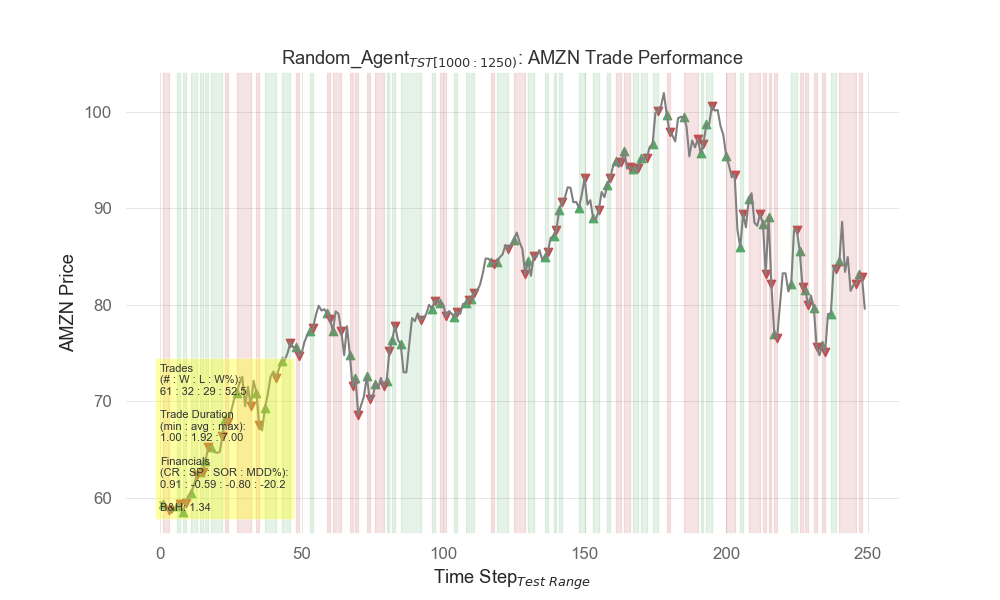 Random_Agent TST[1000:1250) : AMZN Trade Performance
AMZN Price
100
90
80
70
60
Trades
(# : W : L : W%):
61 : 32 : 29 : 52.5
Trade Duration
(min : avg : max):
1.00 : 1.92 : 7.00
Financials
(CR : SP : SOR : MDD%):
0.91 : -0.59 : -0.80 : -20.2
B&H: 1.34
0 50 100 150 200 250
Time Step Test Range